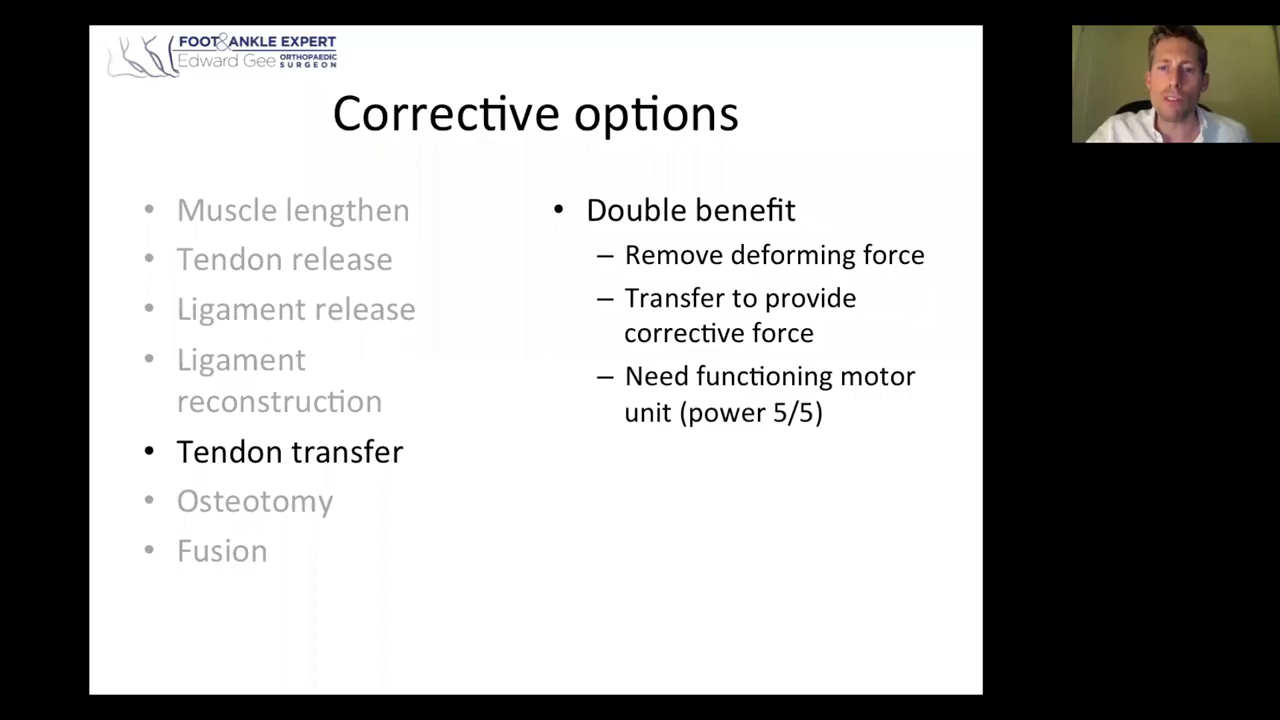 FOOT&ANKLE EXPERT
Edward Gee ORTHOPAEDIC SURGEON
Corrective options
• Muscle lengthen
• Tendon release
• Ligament release
• Ligament
reconstruction
• Tendon transfer
• Osteotomy
• Fusion
• Double benefit
– Remove deforming force
– Transfer to provide
corrective force
– Need functioning motor
unit (power 5/5)